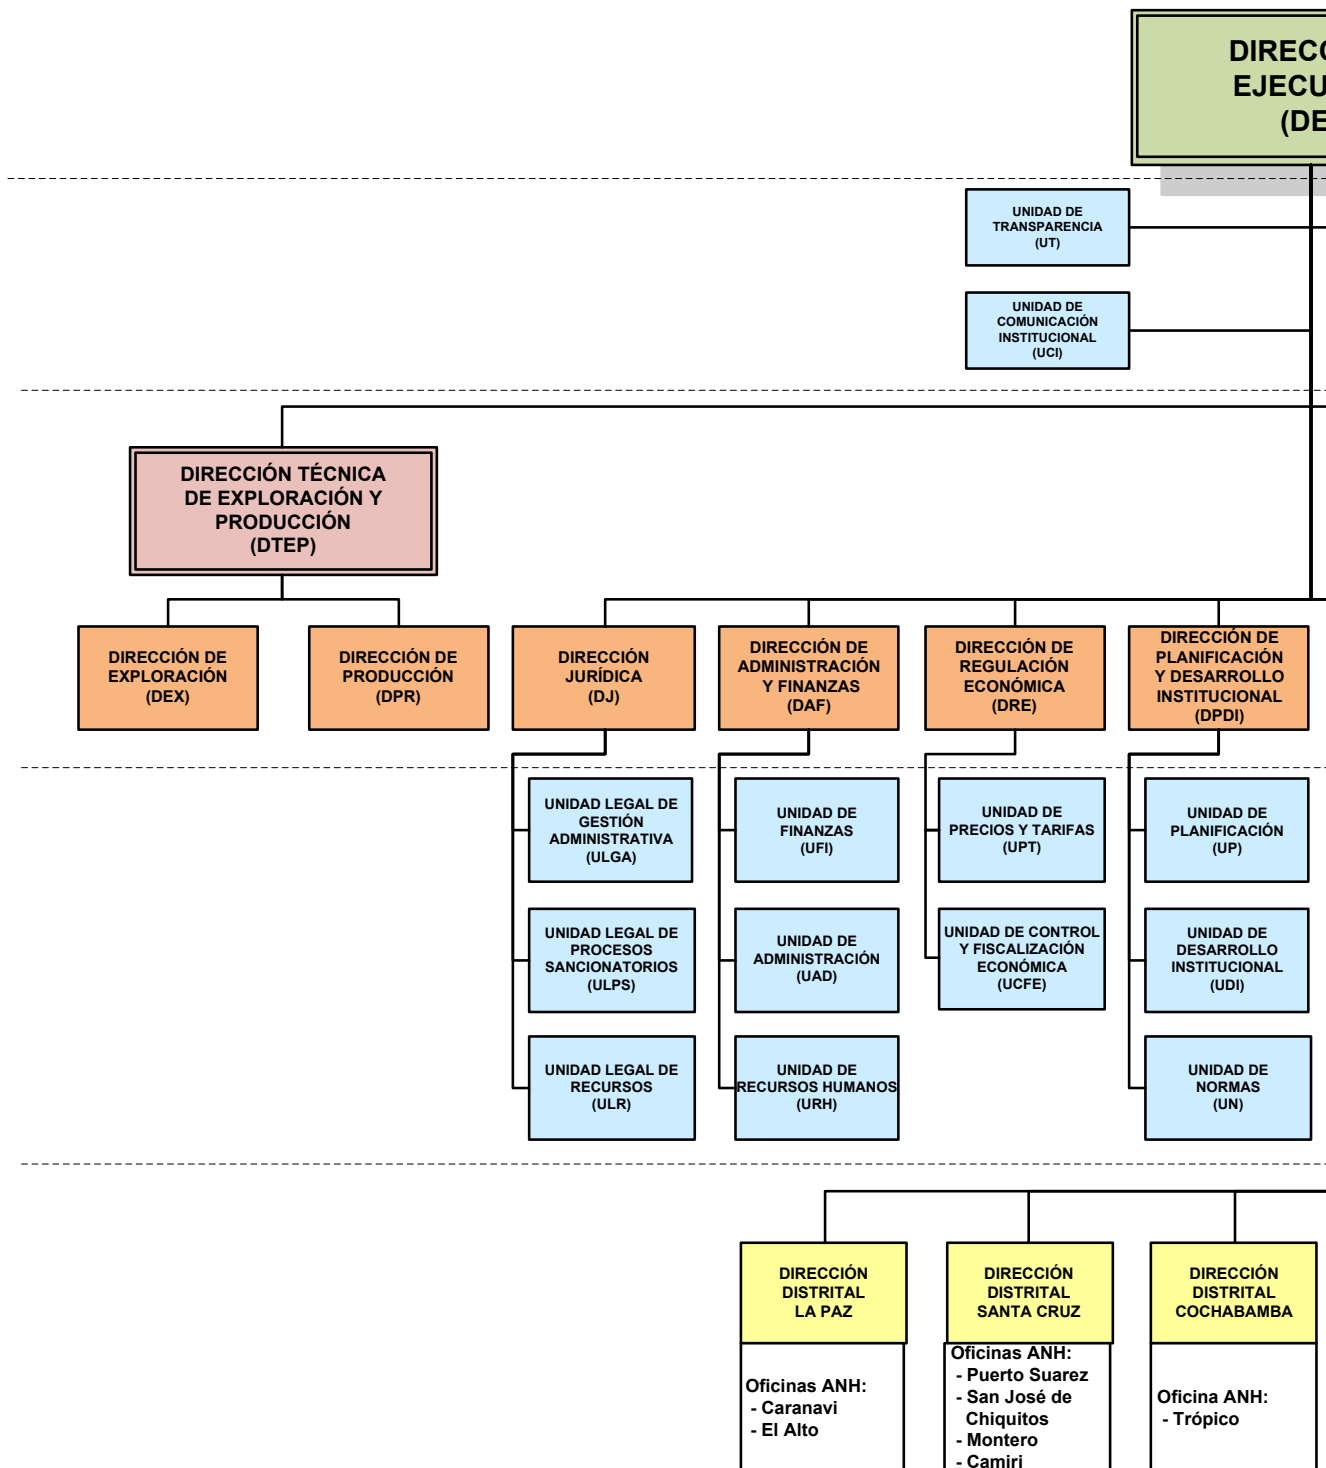 DIRECC
EJECU
(DE
UNIDAD DE
TRANSPARENCIA
(UT)
UNIDAD DE
COMUNICACIÓN
INSTITUCIONAL
(UCI)
DIRECCIÓN TÉCNICA
DE EXPLORACIÓN Y
PRODUCCIÓN
(DTEP)
DIRECCIÓN DE
EXPLORACIÓN
(DEX)
DIRECCIÓN DE
PRODUCCIÓN
(DPR)
DIRECCIÓN
JURÍDICA
(DJ)
DIRECCIÓN DE
ADMINISTRACIÓN
Y FINANZAS
(DAF)
DIRECCIÓN DE
REGULACIÓN
ECONÓMICA
(DRE)
DIRECCIÓN DE
PLANIFICACIÓN
Y DESARROLLO
INSTITUCIONAL
(DPDI)
UNIDAD LEGAL DE
GESTIÓN
ADMINISTRATIVA
(ULGA)
UNIDAD DE
FINANZAS
(UFI)
UNIDAD DE
PRECIOS Y TARIFAS
(UPT)
UNIDAD DE
PLANIFICACIÓN
(UP)
UNIDAD LEGAL DE
PROCESOS
SANCIONATORIOS
(ULPS)
UNIDAD DE
ADMINISTRACIÓN
(UAD)
UNIDAD DE CONTROL
Y FISCALIZACIÓN
ECONÓMICA
(UCFE)
UNIDAD DE
DESARROLLO
INSTITUCIONAL
(UDI)
UNIDAD LEGAL DE
RECURSOS
(ULR)
UNIDAD DE
RECURSOS HUMANOS
(URH)
UNIDAD DE
NORMAS
(UN)
DIRECCIÓN
DISTRITAL
LA PAZ
DIRECCIÓN
DISTRITAL
SANTA CRUZ
DIRECCIÓN
DISTRITAL
COCHABAMBA
Oficinas ANH:
- Caranavi
- El Alto
Oficinas ANH:
- Puerto Suarez
- San José de
Chiquitos
- Montero
- Camiri
Oficina ANH:
- Trópico